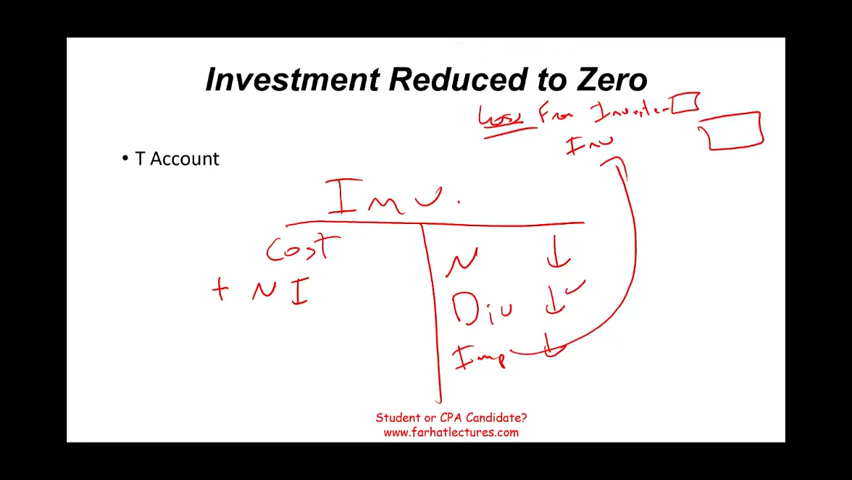 Investment Reduced to Zero
Loss From
Inv
• T Account
Inv.
Cost
N ↓
+ NI
Div ↓
Imp ↓
Student or CPA Candidate?
www.farhatlectures.com